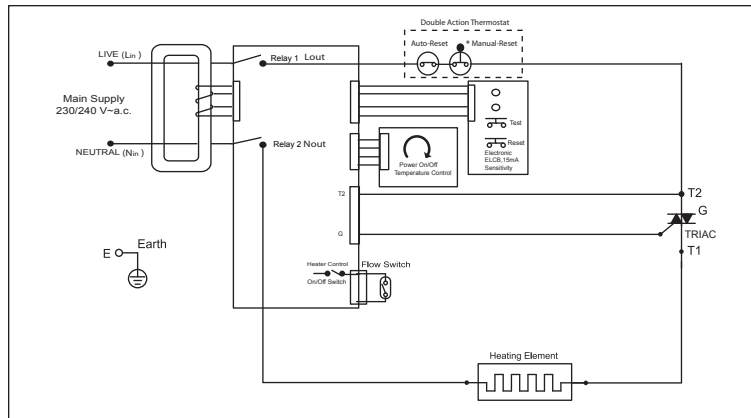 Double Action Thermostat
Auto-Reset
* Manual-Reset
LIVE (Lin)
Relay 1 Lout
Main Supply
230/240 V~a.c.
Test
Reset
Electronic
ELCB,15mA
Sensitivity
NEUTRAL (Nin)
Relay 2 Nout
Power On/Off
Temperature Control
T2
T2
G
TRIAC
G
T1
E
Earth
Heater Control
On/Off Switch
Flow Switch
Heating Element